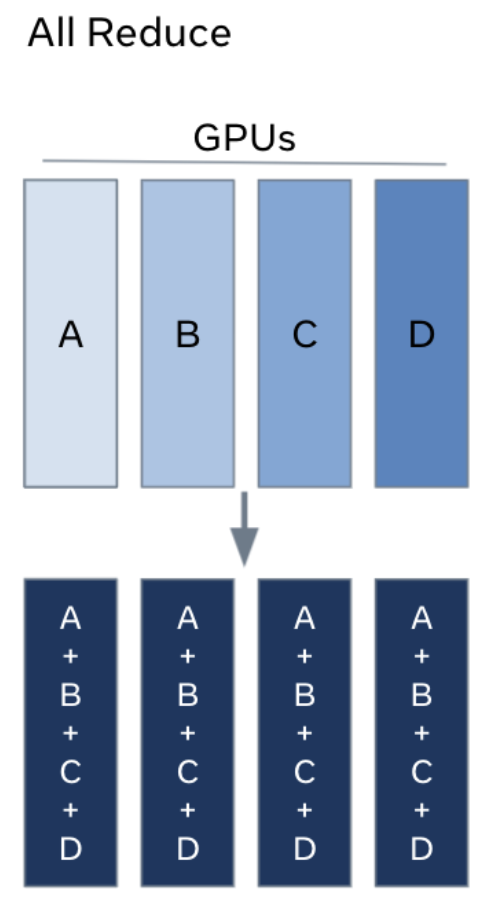 All Reduce
GPUs
A B C D
A A A A
+ + + +
B B B B
+ + + +
C C C C
+ + + +
D D D D